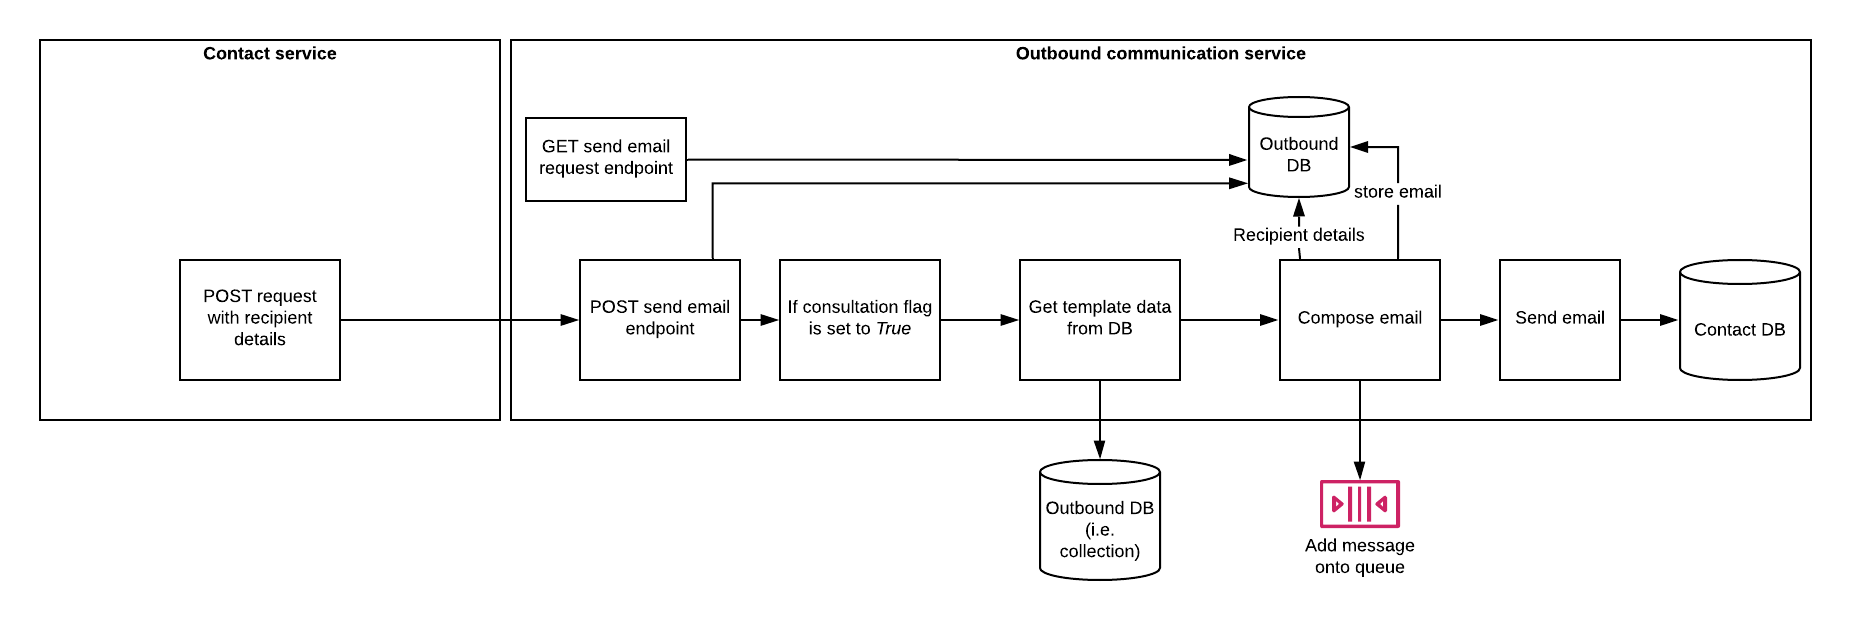 Contact service
POST request
with recipient
details
Outbound communication service
GET send email
request endpoint
Outbound
DB
store email
Recipient details
POST send email
endpoint
If consultation flag
is set to True
Get template data
from DB
Compose email
Send email
Contact DB
Outbound DB
(i.e.
collection)
Add message
onto queue